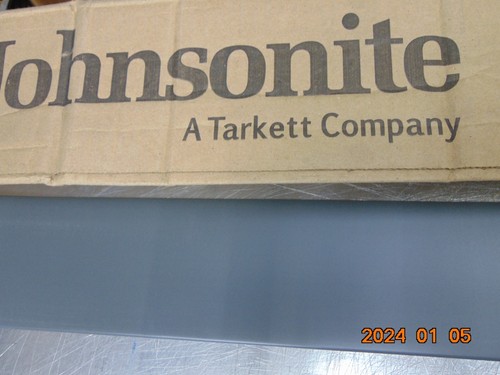 Johnsonite
A Tarkett Company
2024 01 05